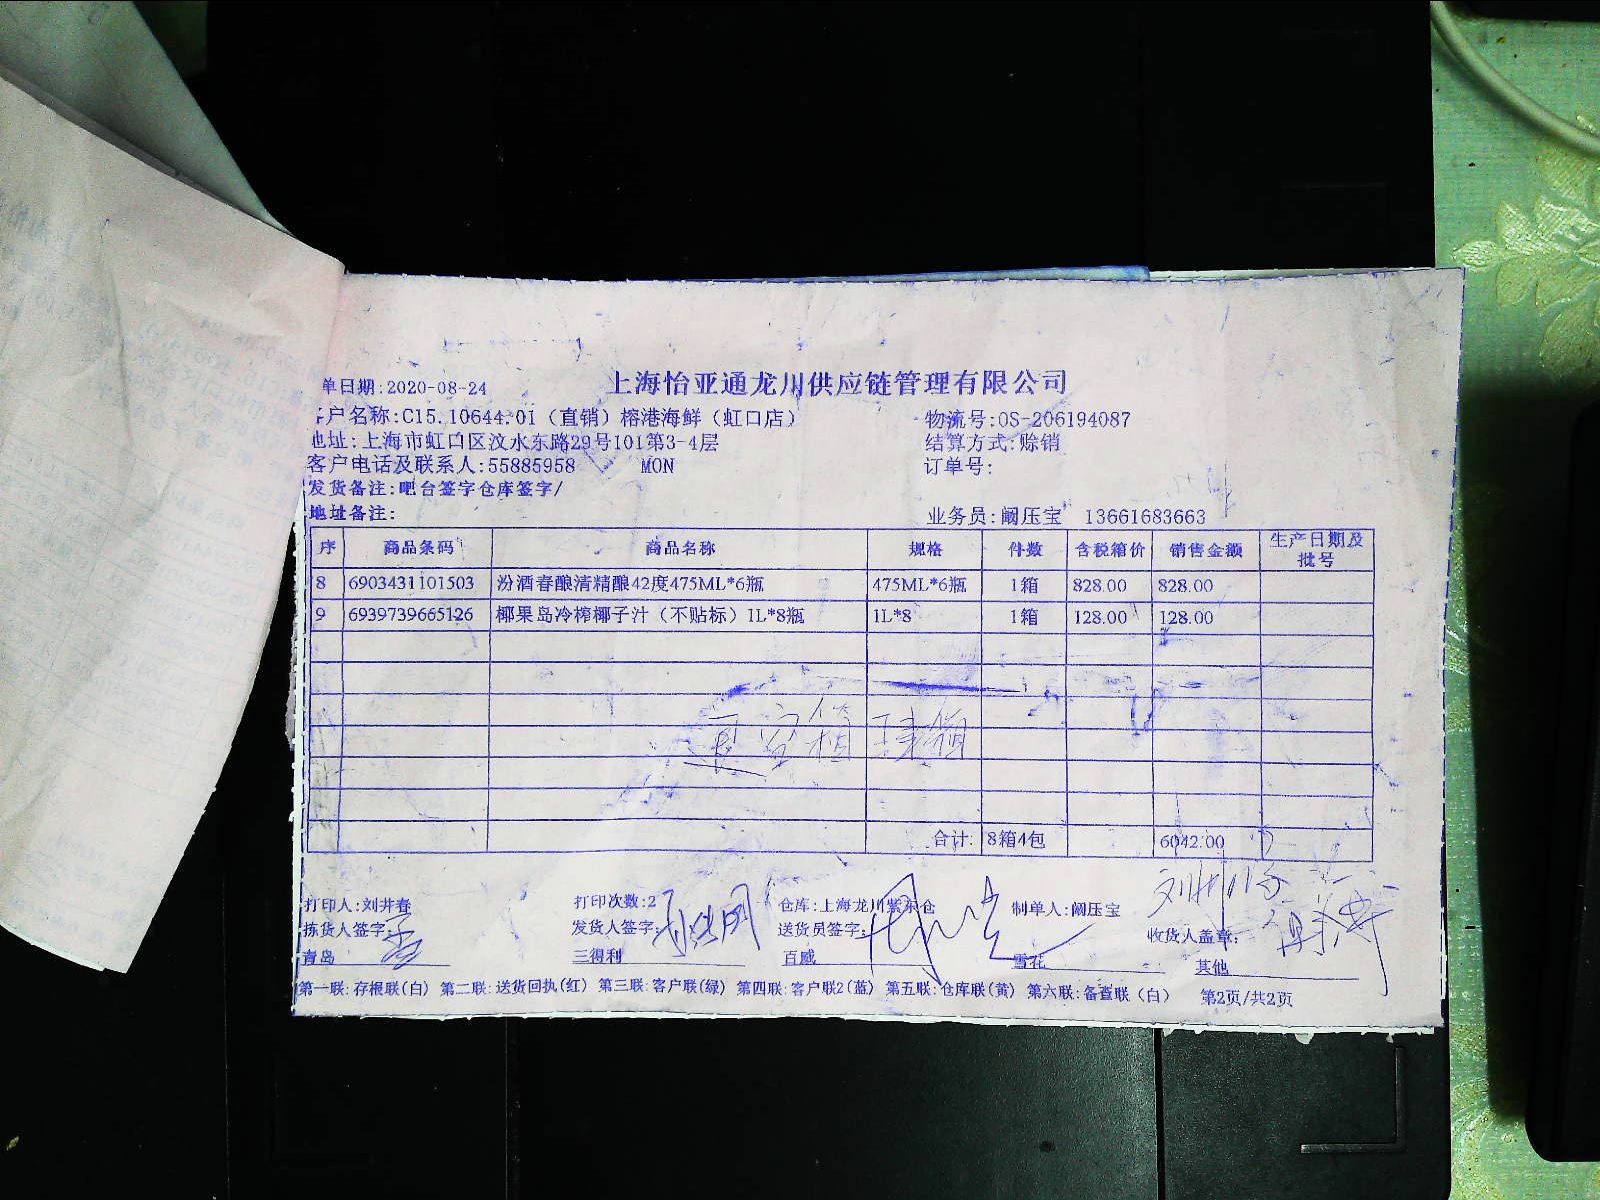 单日期:2020-08-24
上海怡亚通龙川供应链管理有限公司
客户名称:C15.10644.01（直销）榕港海鲜（虹口店）
物流号:OS-206194087
地址:上海市虹口区汶水东路29号101第3-4层
结算方式:赊销
客户电话及联系人:55885958 MON
订单号:
发货备注:吧台签字仓库签字/
地址备注:
业务员:阚压宝 13661683663
序 商品条码 商品名称 规格 件数 含税箱价 销售金额 生产日期及批号
8 6903431101503 汾酒春酿清精酿42度475ML*6瓶 475ML*6瓶 1箱 828.00 828.00
9 6939739665126 椰果岛冷榨椰子汁（不贴标）1L*8瓶 1L*8 1箱 128.00 128.00
合计: 8箱4包 6042.00
打印人:刘井春 打印次数:2 仓库:上海龙川紫东仓 制单人:阚压宝
拣货人签字: 发货人签字: 送货员签字: 收货人盖章:
青岛 三得利 百威 雪花 其他
第一联:存根联(白) 第二联:送货回执(红) 第三联:客户联(绿) 第四联:客户联2(蓝) 第五联:仓库联(黄) 第六联:备查联（白） 第2页/共2页